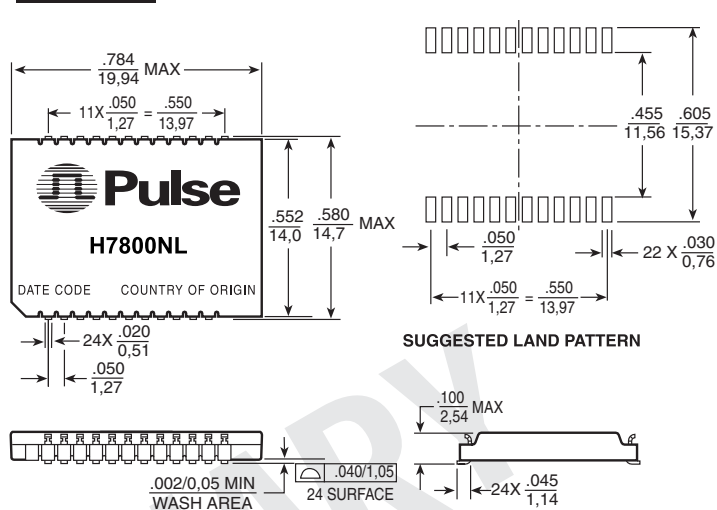 .784
19,94 MAX
11X .050 = .550
1,27 13,97
Pulse
H7800NL
DATE CODE COUNTRY OF ORIGIN
.552
14,0
.580
14,7 MAX
24X .020
0,51
.050
1,27
.455
11,56
.605
15,37
.050
1,27
22 X .030
0,76
11X .050 = .550
1,27 13,97
SUGGESTED LAND PATTERN
.002/0,05 MIN
WASH AREA
.040/1,05
24 SURFACE
.100
2,54 MAX
24X .045
1,14